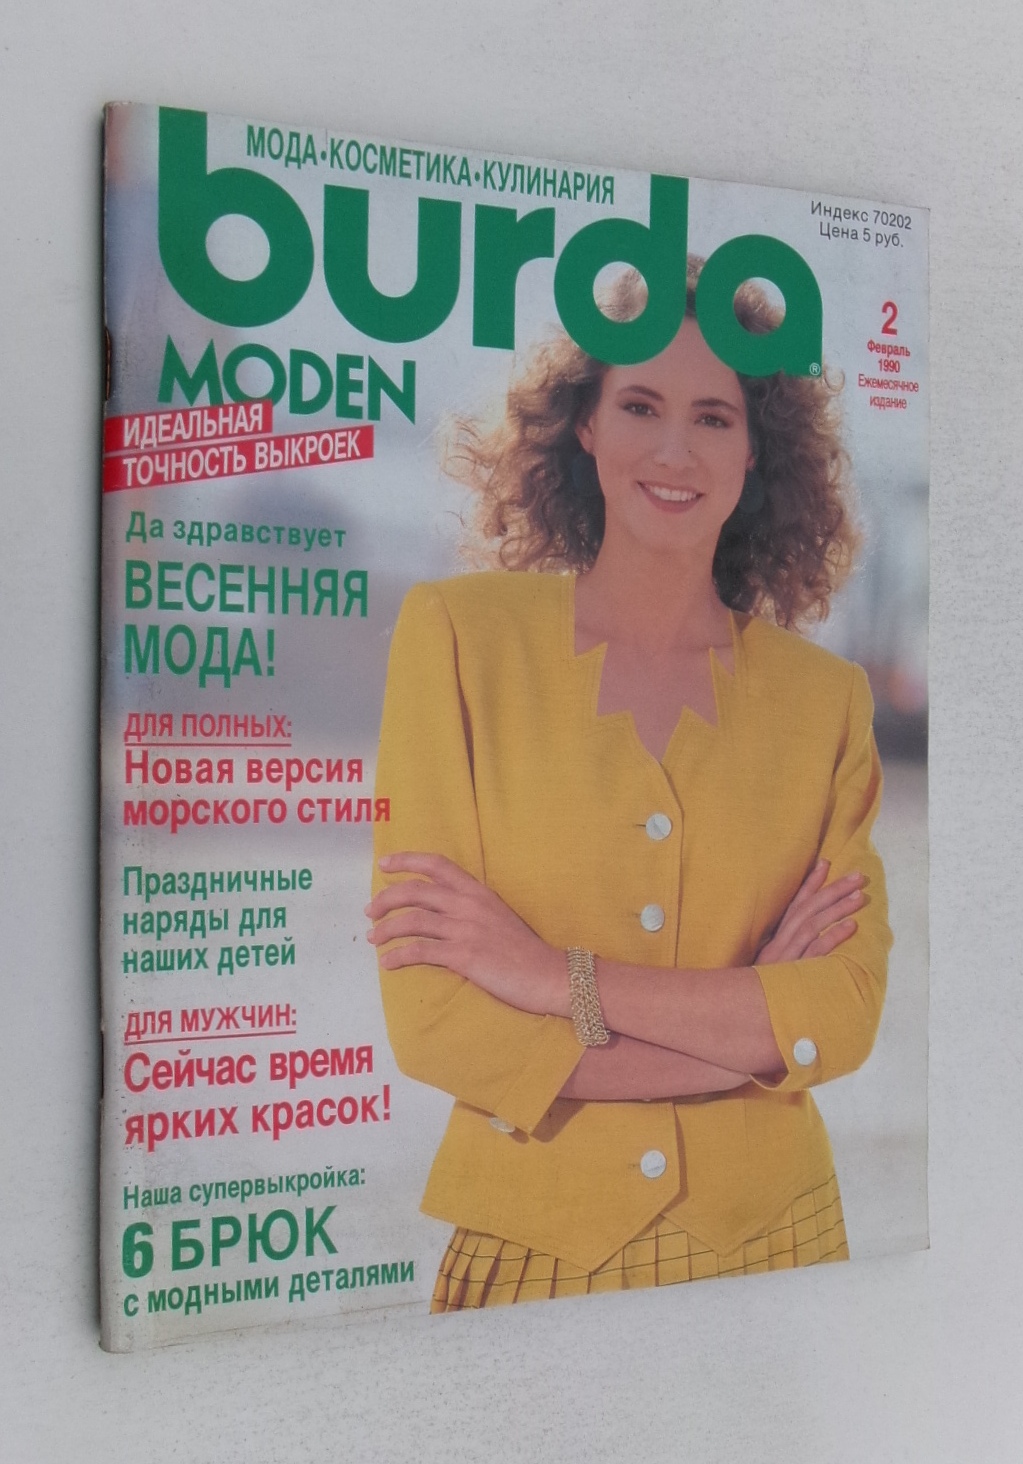 МОДА·КОСМЕТИКА·КУЛИНАРИЯ
burda
MODEN
Индекс 70202
Цена 5 руб.
2
Февраль
1990
Ежемесячное
издание
®
ИДЕАЛЬНАЯ
ТОЧНОСТЬ ВЫКРОЕК
Да здравствует
ВЕСЕННЯЯ
МОДА!
ДЛЯ ПОЛНЫХ:
Новая версия
морского стиля
Праздничные
наряды для
наших детей
ДЛЯ МУЖЧИН:
Сейчас время
ярких красок!
Наша супервыкройка:
6 БРЮК
с модными деталями